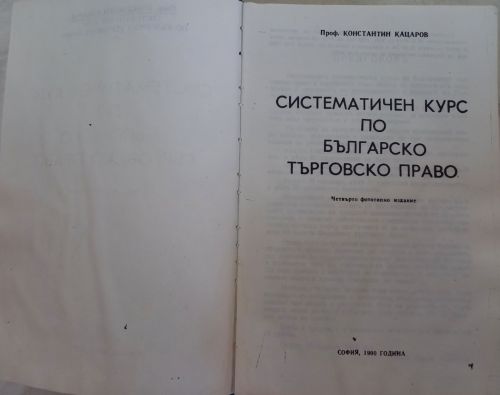 Проф. КОНСТАНТИН КАЦАРОВ
СИСТЕМАТИЧЕН КУРС
ПО
БЪЛГАРСКО
ТЪРГОВСКО ПРАВО
Четвърто фототипно издание
СОФИЯ, 1990 ГОДИНА